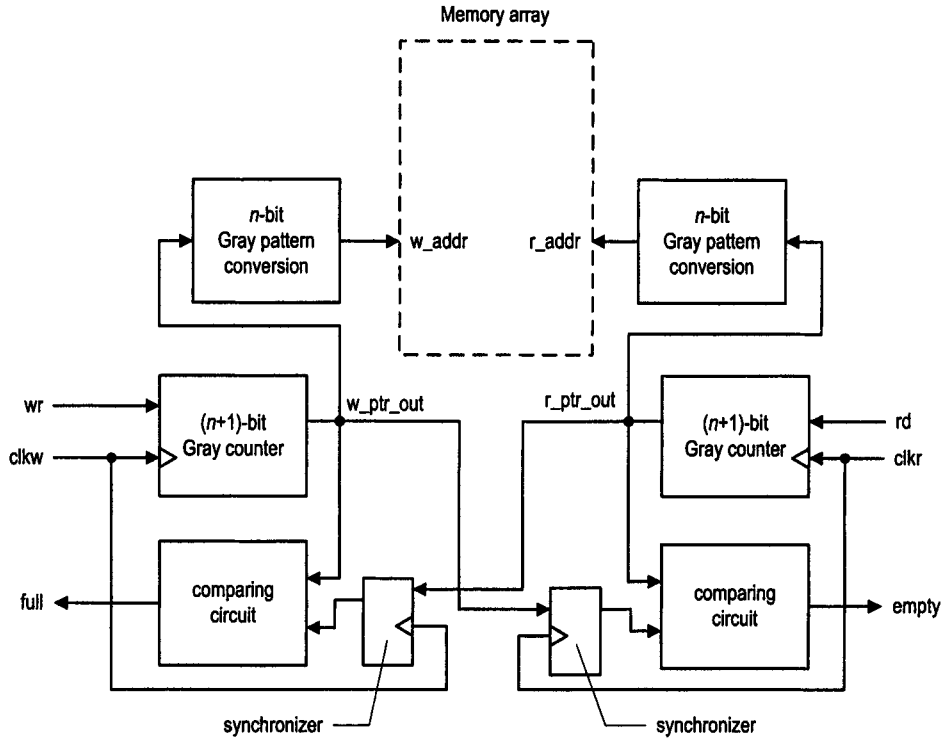 Memory array
n-bit
Gray pattern
conversion
w_addr
r_addr
n-bit
Gray pattern
conversion
wr
clkw
(n+1)-bit
Gray counter
w_ptr_out
r_ptr_out
(n+1)-bit
Gray counter
rd
clkr
full
comparing
circuit
comparing
circuit
empty
synchronizer
synchronizer